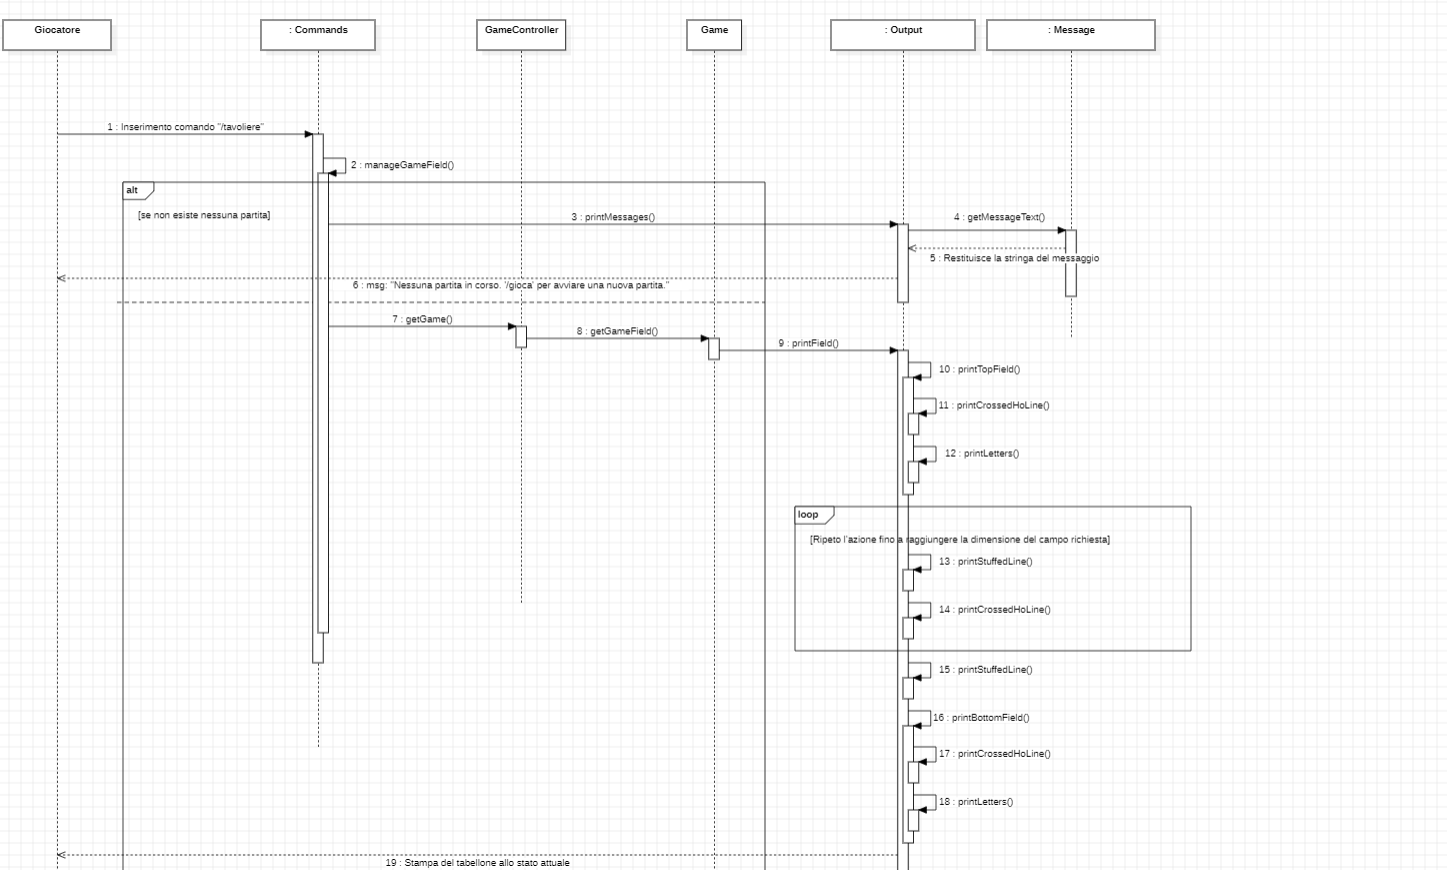 Giocatore
: Commands
GameController
Game
: Output
: Message
1 : Inserimento comando "/tavoliere"
2 : manageGameField()
alt
[se non esiste nessuna partita]
3 : printMessages()
4 : getMessageText()
5 : Restituisce la stringa del messaggio
6 : msg: "Nessuna partita in corso. '/gioca' per avviare una nuova partita."
7 : getGame()
8 : getGameField()
9 : printField()
10 : printTopField()
11 : printCrossedHoLine()
12 : printLetters()
loop
[Ripeto l'azione fino a raggiungere la dimensione del campo richiesta]
13 : printStuffedLine()
14 : printCrossedHoLine()
15 : printStuffedLine()
16 : printBottomField()
17 : printCrossedHoLine()
18 : printLetters()
19 : Stampa del tabellone allo stato attuale